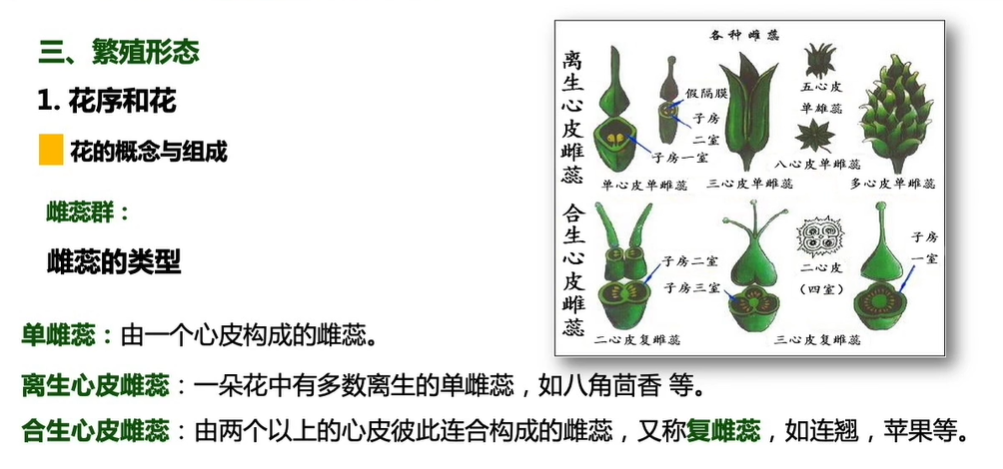 三、繁殖形态
1. 花序和花
花的概念与组成
雌蕊群：
雌蕊的类型
单雌蕊：由一个心皮构成的雌蕊。
离生心皮雌蕊：一朵花中有多数离生的单雌蕊，如八角茴香 等。
合生心皮雌蕊：由两个以上的心皮彼此连合构成的雌蕊，又称复雌蕊，如连翘，苹果等。
各种雌蕊
离生心皮雌蕊
假隔膜
子房
二室
子房一室
五心皮
单雄蕊
八心皮单雌蕊
单心皮单雌蕊
三心皮单雌蕊
多心皮单雌蕊
合生心皮雌蕊
子房二室
子房三室
二心皮
（四室）
子房
一室
二心皮复雌蕊
三心皮复雌蕊